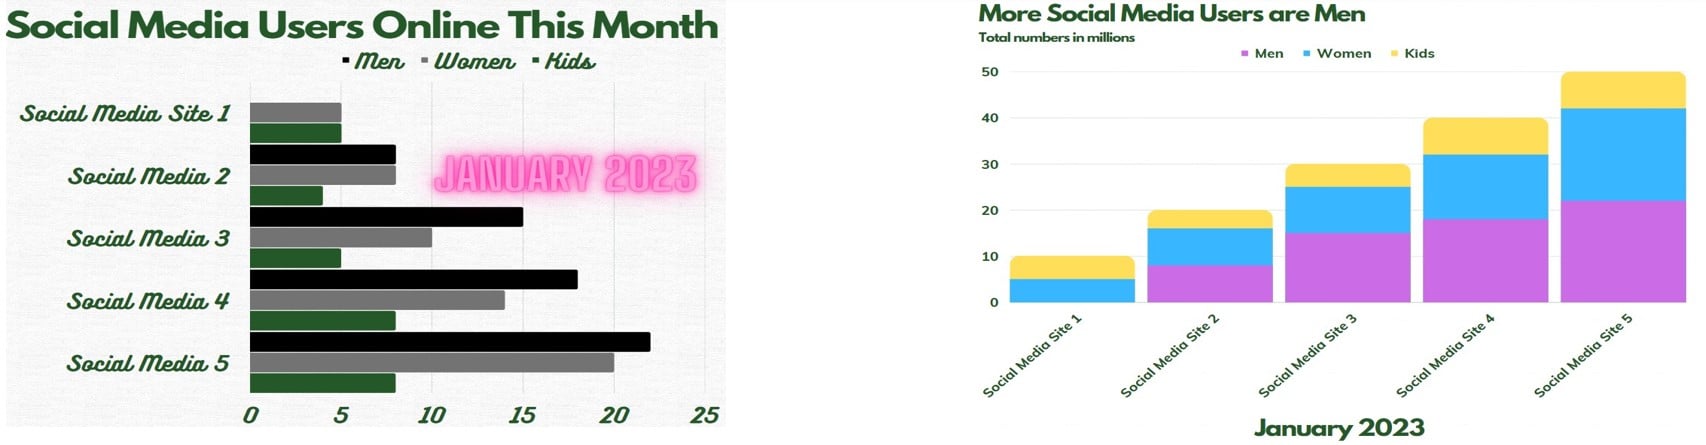 Social Media Users Online This Month
Men Women Kids
Social Media Site 1
JANUARY 2023
Social Media 2
Social Media 3
Social Media 4
Social Media 5
0 5 10 15 20 25
More Social Media Users are Men
Total numbers in millions
Men Women Kids
50
40
30
20
10
0
Social Media Site 1
Social Media Site 2
Social Media Site 3
Social Media Site 4
Social Media Site 5
January 2023